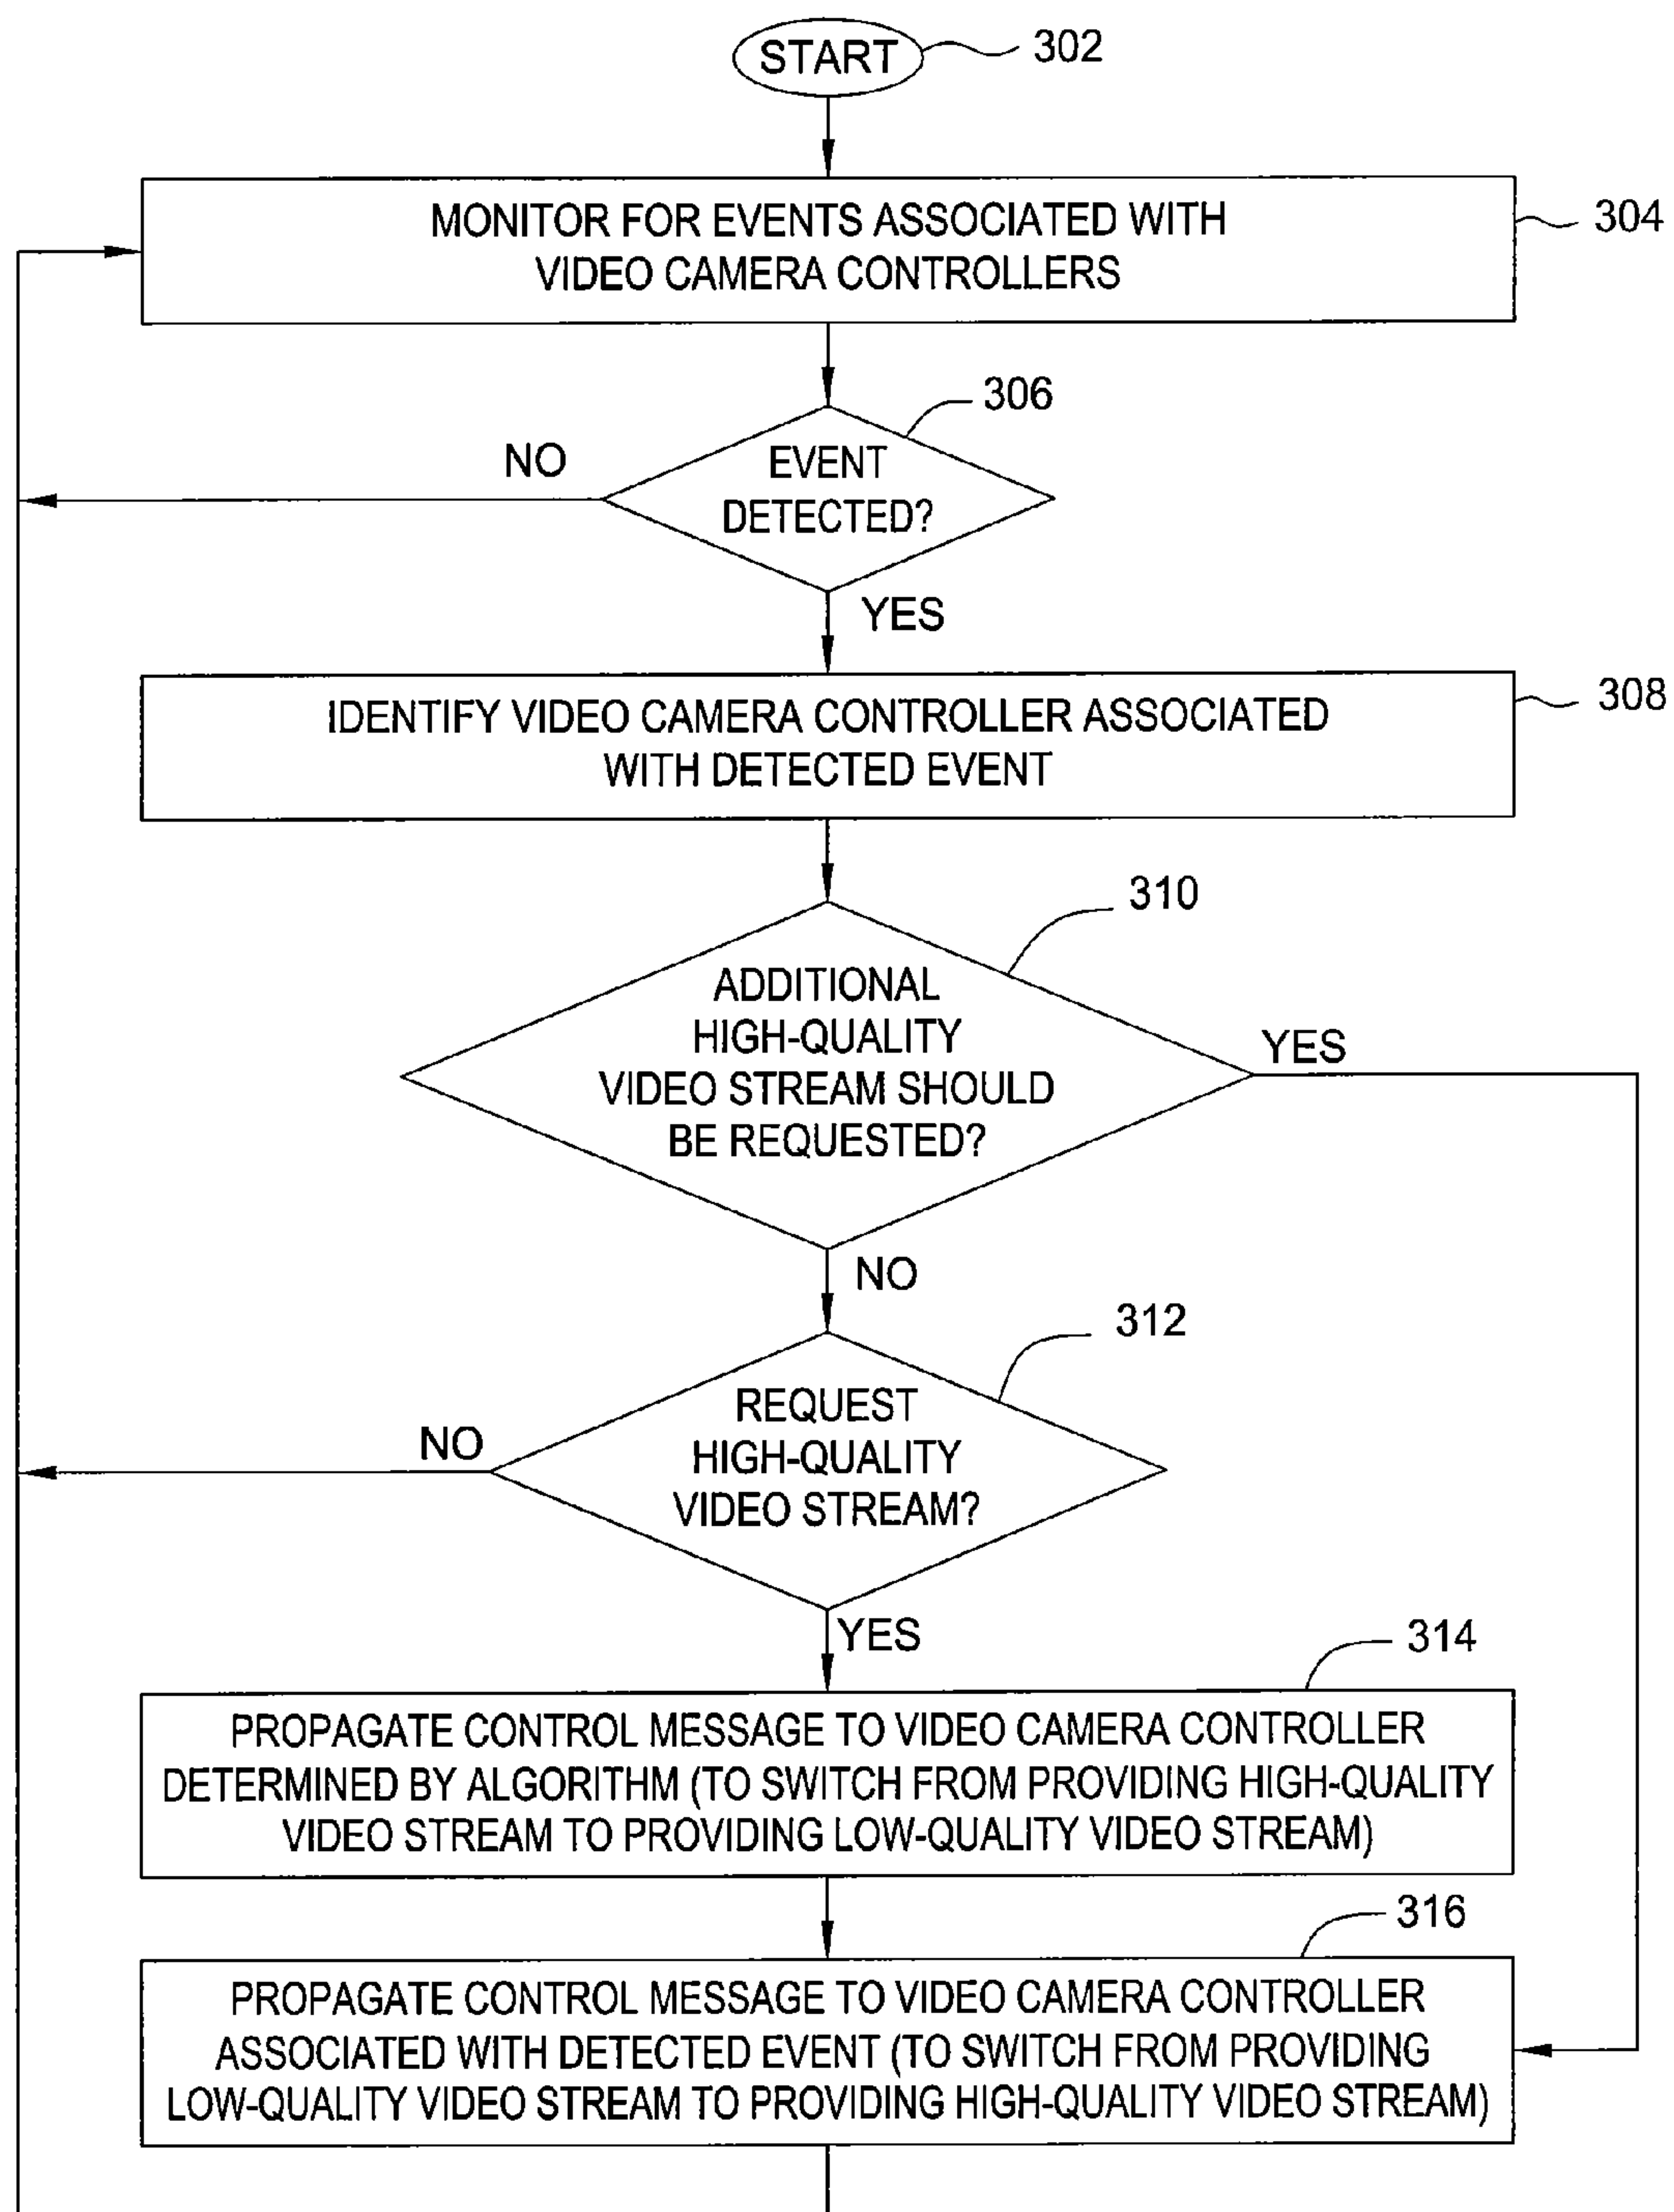 START
302
MONITOR FOR EVENTS ASSOCIATED WITH
VIDEO CAMERA CONTROLLERS
304
306
EVENT
DETECTED?
NO
YES
IDENTIFY VIDEO CAMERA CONTROLLER ASSOCIATED
WITH DETECTED EVENT
308
310
ADDITIONAL
HIGH-QUALITY
VIDEO STREAM SHOULD
BE REQUESTED?
YES
NO
312
REQUEST
HIGH-QUALITY
VIDEO STREAM?
NO
YES
314
PROPAGATE CONTROL MESSAGE TO VIDEO CAMERA CONTROLLER
DETERMINED BY ALGORITHM (TO SWITCH FROM PROVIDING HIGH-QUALITY
VIDEO STREAM TO PROVIDING LOW-QUALITY VIDEO STREAM)
316
PROPAGATE CONTROL MESSAGE TO VIDEO CAMERA CONTROLLER
ASSOCIATED WITH DETECTED EVENT (TO SWITCH FROM PROVIDING
LOW-QUALITY VIDEO STREAM TO PROVIDING HIGH-QUALITY VIDEO STREAM)